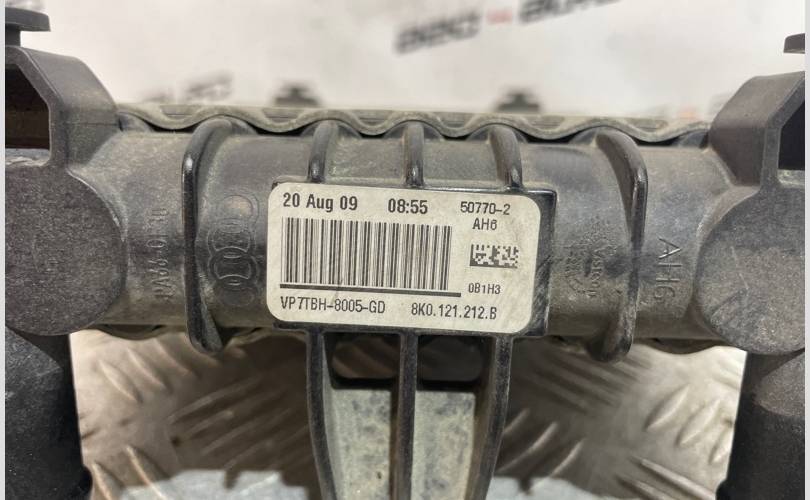 20 Aug 09 08:55 50770-2
AH6
0B1H3
VP7TBH-8005-GD 8K0.121.212.B
AH6